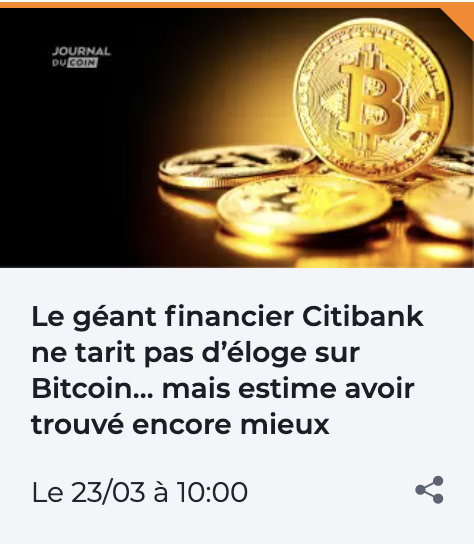 JOURNAL
DU COIN
Le géant financier Citibank
ne tarit pas d’éloge sur
Bitcoin... mais estime avoir
trouvé encore mieux
Le 23/03 à 10:00